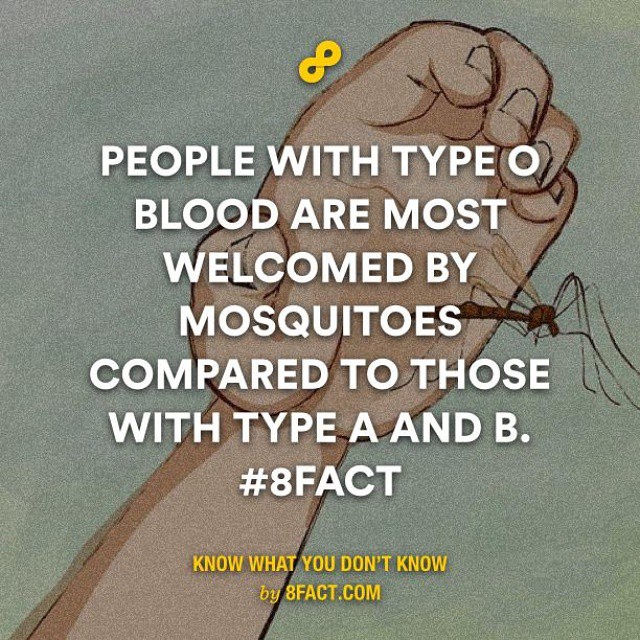 PEOPLE WITH TYPE O
BLOOD ARE MOST
WELCOMED BY
MOSQUITOES
COMPARED TO THOSE
WITH TYPE A AND B.
#8FACT
KNOW WHAT YOU DON'T KNOW
by 8FACT.COM